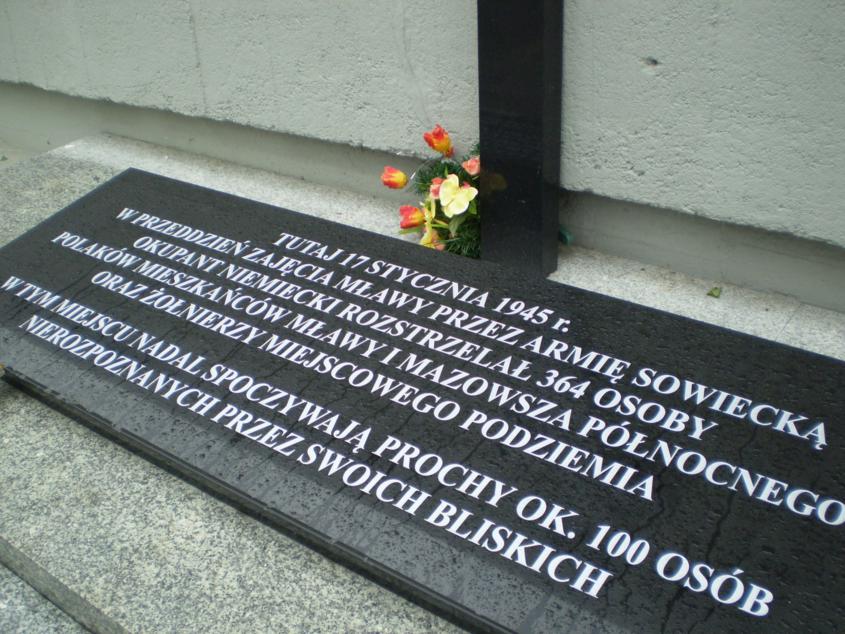 TUTAJ 17 STYCZNIA 1945 r.
W PRZEDDZIEŃ ZAJĘCIA MŁAWY PRZEZ ARMIĘ SOWIECKĄ
OKUPANT NIEMIECKI ROZSTRZELAŁ 364 OSOBY
POLAKÓW MIESZKAŃCÓW MŁAWY I MAZOWSZA PÓŁNOCNEGO
ORAZ ŻOŁNIERZY MIEJSCOWEGO PODZIEMIA
W TYM MIEJSCU NADAL SPOCZYWAJĄ PROCHY OK. 100 OSÓB
NIEROZPOZNANYCH PRZEZ SWOICH BLISKICH